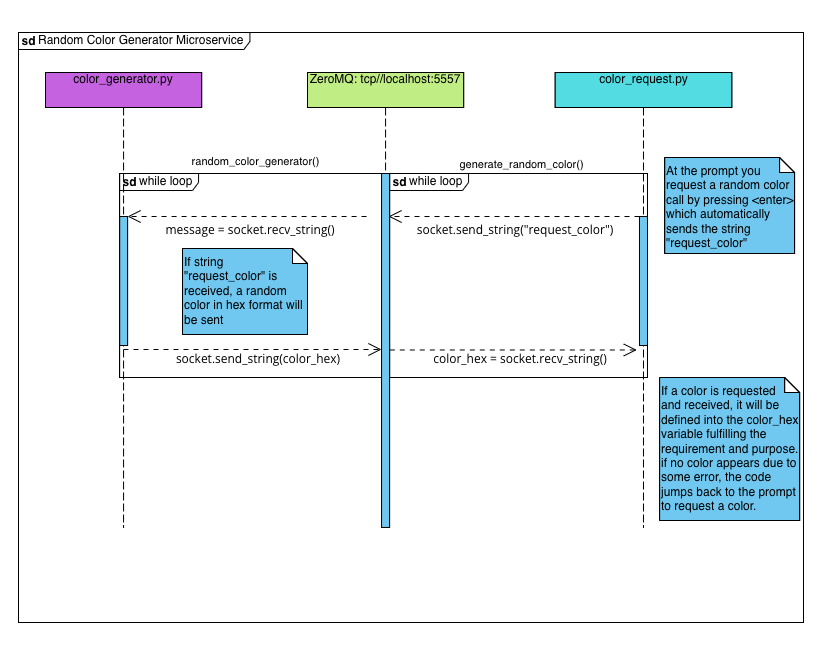 sd Random Color Generator Microservice
color_generator.py
ZeroMQ: tcp//localhost:5557
color_request.py
random_color_generator()
generate_random_color()
sd while loop
sd while loop
At the prompt you
request a random color
call by pressing <enter>
which automatically
sends the string
"request_color"
message = socket.recv_string()
socket.send_string("request_color")
If string
"request_color" is
received, a random
color in hex format will
be sent
socket.send_string(color_hex)
color_hex = socket.recv_string()
If a color is requested
and received, it will be
defined into the color_hex
variable fulfilling the
requirement and purpose.
if no color appears due to
some error, the code
jumps back to the prompt
to request a color.